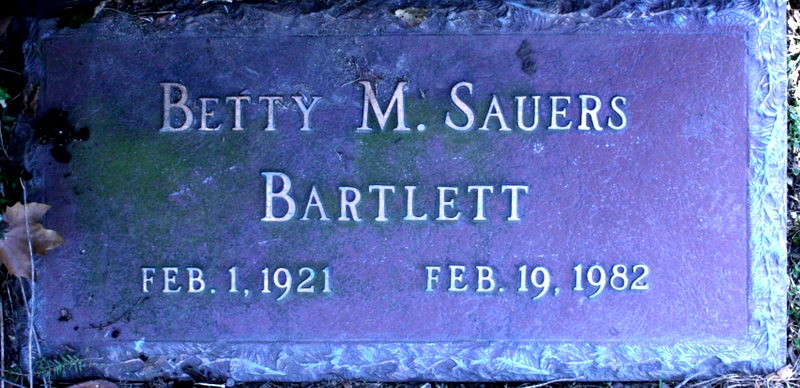 BETTY M. SAUERS
BARTLETT
FEB. 1, 1921 FEB. 19, 1982